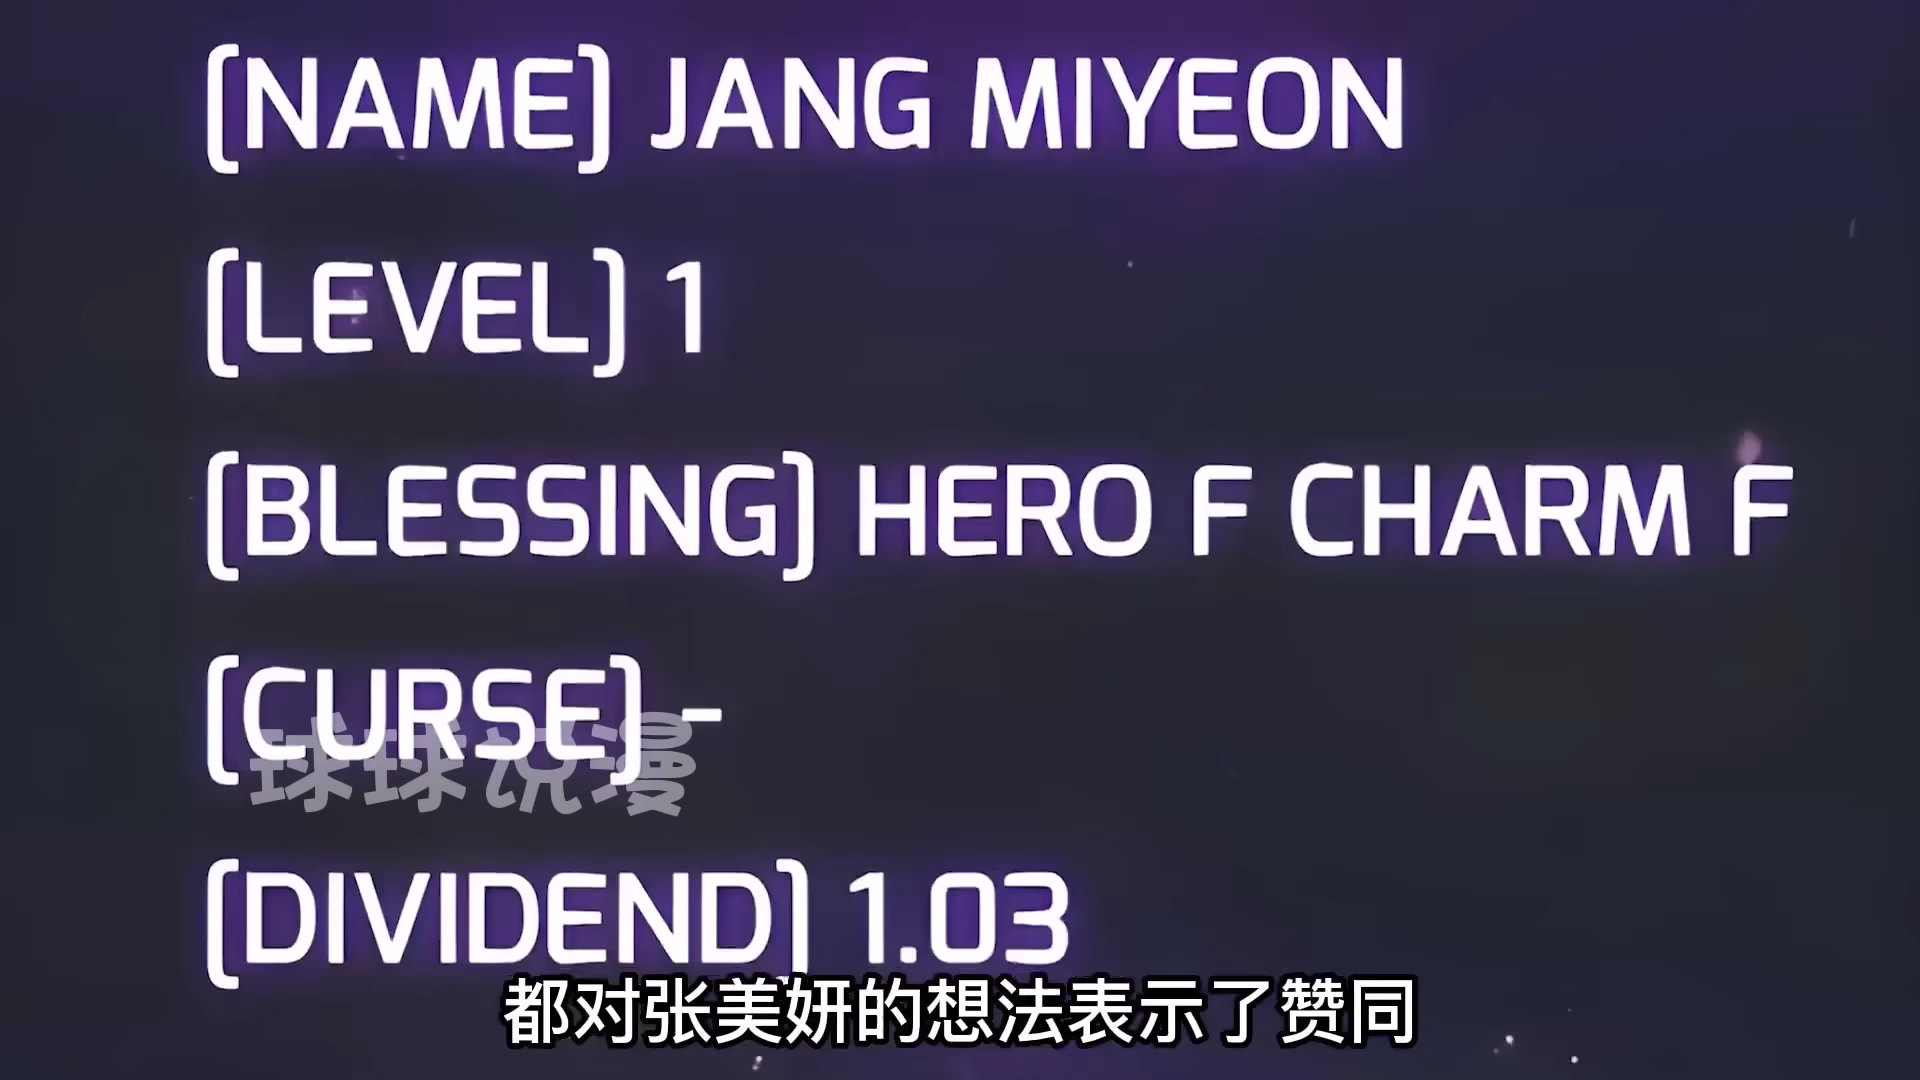 [NAME] JANG MIYEON
[LEVEL] 1
[BLESSING] HERO F CHARM F
[CURSE] -
球球说漫
[DIVIDEND] 1.03
都对张美妍的想法表示了赞同